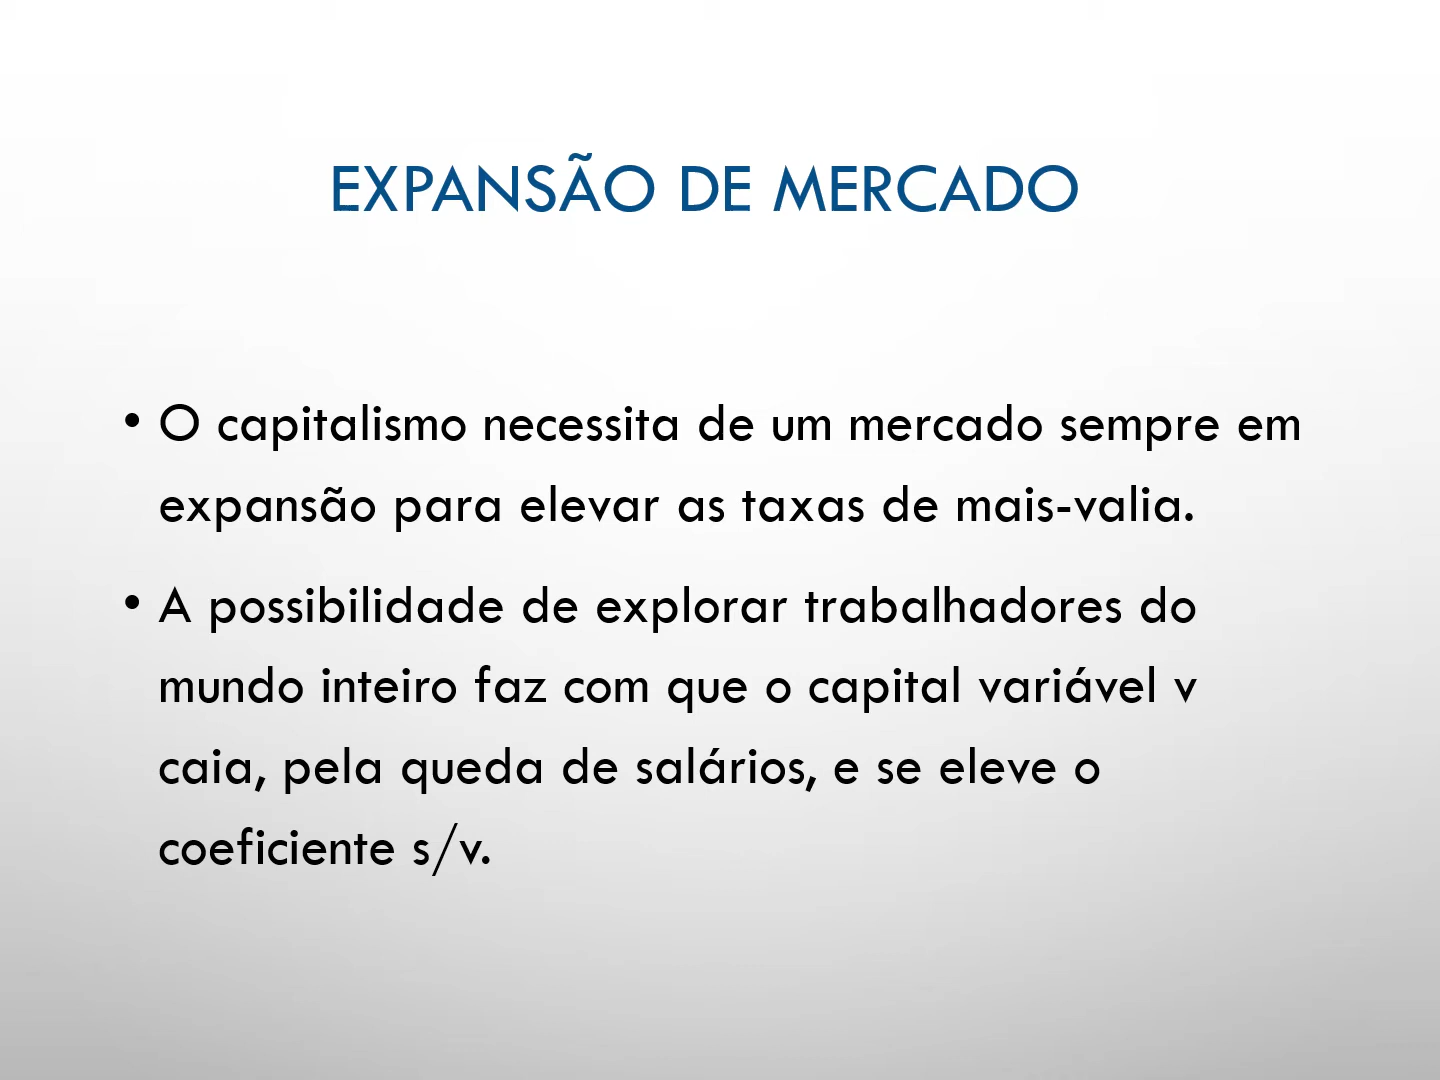 EXPANSÃO DE MERCADO
• O capitalismo necessita de um mercado sempre em
expansão para elevar as taxas de mais-valia.
• A possibilidade de explorar trabalhadores do
mundo inteiro faz com que o capital variável v
caia, pela queda de salários, e se eleve o
coeficiente s/v.